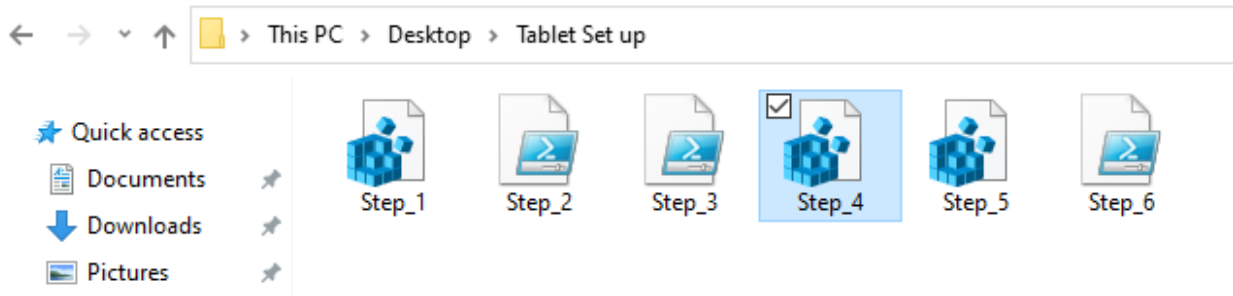 This PC > Desktop > Tablet Set up
Quick access
Documents
Downloads
Pictures
Step_1
Step_2
Step_3
Step_4
Step_5
Step_6